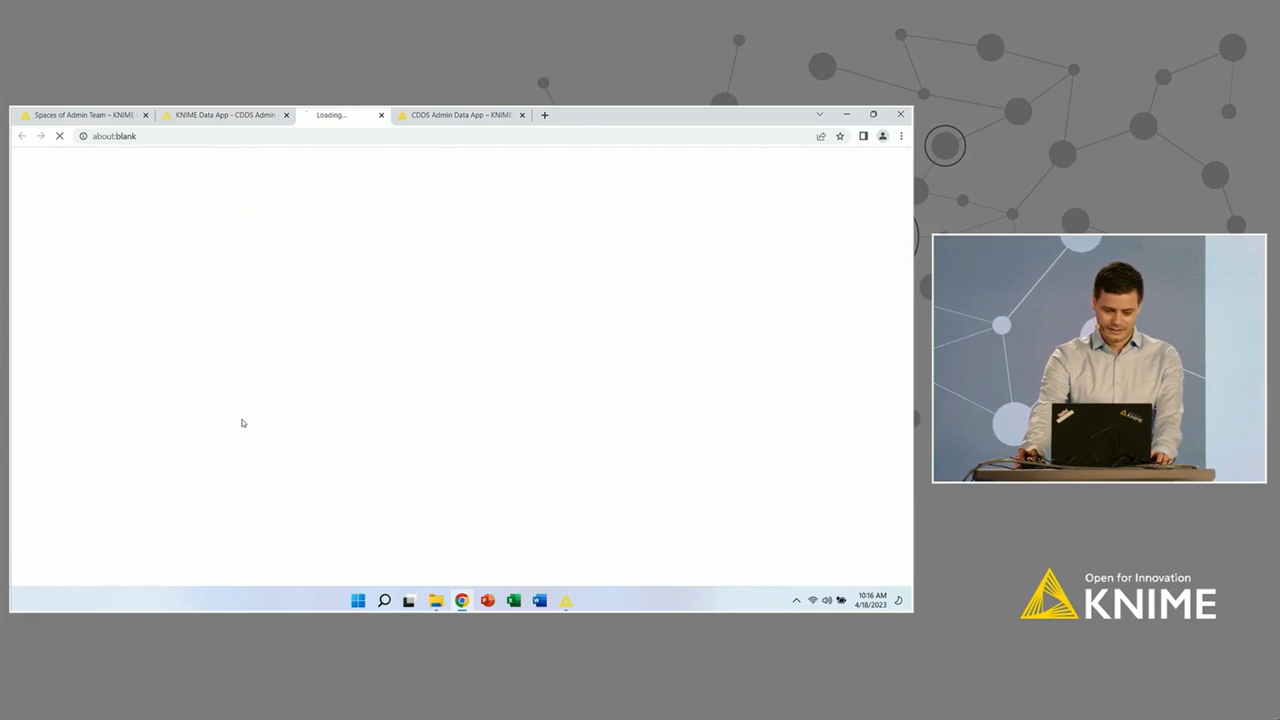 Spaces of Admin Team – KNIME
KNIME Data App - CDDS Admin
Loading...
CDDS Admin Data App – KNIME
about:blank
10:16 AM
4/18/2023
KNIME
Open for Innovation
KNIME